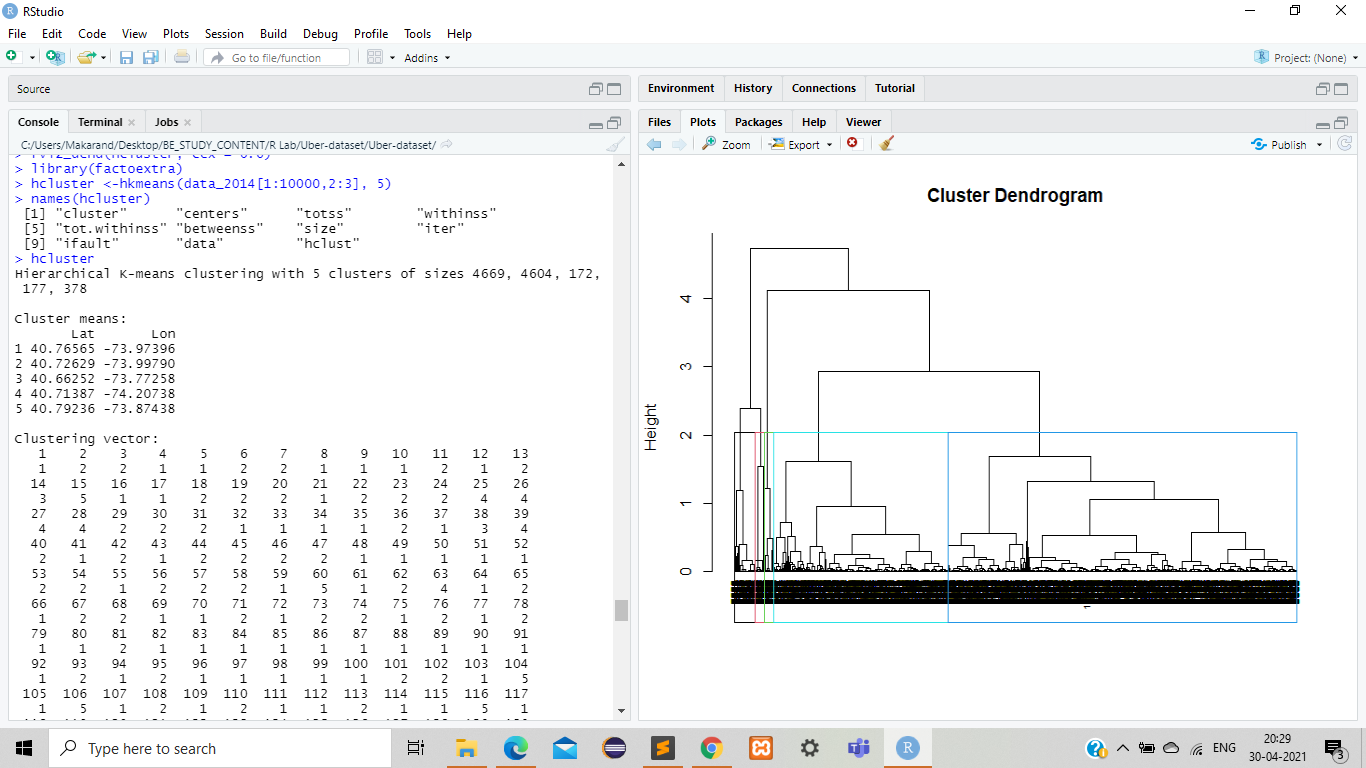 RStudio
File Edit Code View Plots Session Build Debug Profile Tools Help
Go to file/function Addins Project: (None)
Source
Console Terminal Jobs
C:/Users/Makarand/Desktop/BE_STUDY_CONTENT/R Lab/Uber-dataset/Uber-dataset/
> library(factoextra)
> hcluster <-hkmeans(data_2014[1:10000,2:3], 5)
> names(hcluster)
[1] "cluster" "centers" "totss" "withinss"
[5] "tot.withinss" "betweenss" "size" "iter"
[9] "ifault" "data" "hclust"
> hcluster
Hierarchical K-means clustering with 5 clusters of sizes 4669, 4604, 172,
177, 378
Cluster means:
Lat Lon
1 40.76565 -73.97396
2 40.72629 -73.99790
3 40.66252 -73.77258
4 40.71387 -74.20738
5 40.79236 -73.87438
Clustering vector:
1 2 3 4 5 6 7 8 9 10 11 12 13
1 2 2 1 1 2 2 1 1 1 2 1 2
14 15 16 17 18 19 20 21 22 23 24 25 26
3 5 1 1 2 2 2 1 2 2 2 4 4
27 28 29 30 31 32 33 34 35 36 37 38 39
4 4 2 2 2 1 1 1 1 2 1 3 4
40 41 42 43 44 45 46 47 48 49 50 51 52
2 1 2 1 2 2 2 2 1 1 1 1 1
53 54 55 56 57 58 59 60 61 62 63 64 65
2 2 1 2 2 2 1 5 1 2 4 1 2
66 67 68 69 70 71 72 73 74 75 76 77 78
1 2 2 1 1 2 1 2 2 1 2 1 2
79 80 81 82 83 84 85 86 87 88 89 90 91
1 1 2 1 1 1 1 1 1 1 1 1 1
92 93 94 95 96 97 98 99 100 101 102 103 104
1 2 1 2 1 1 1 1 1 2 2 1 5
105 106 107 108 109 110 111 112 113 114 115 116 117
1 5 1 2 1 2 1 1 2 1 1 5 1
Environment History Connections Tutorial
Files Plots Packages Help Viewer
Zoom Export Publish
Cluster Dendrogram
Height
4
3
2
1
0
Type here to search
ENG
20:29
30-04-2021
3